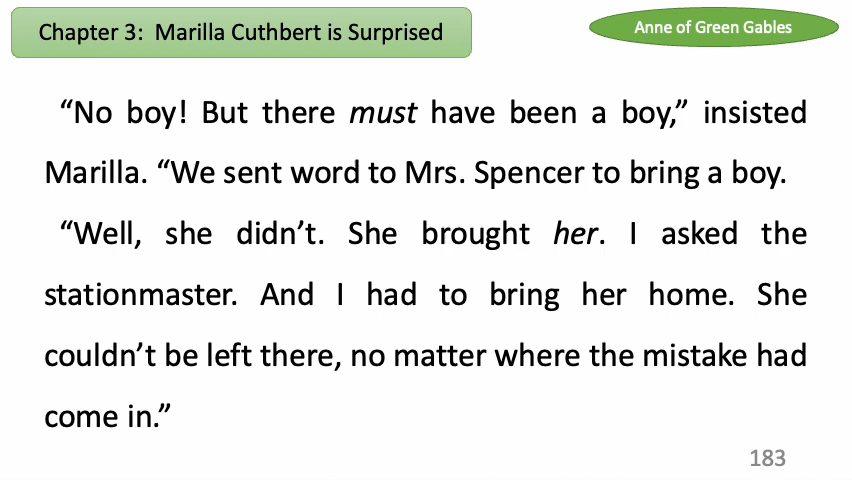 Chapter 3:  Marilla Cuthbert is Surprised
Anne of Green Gables
“No boy! But there must have been a boy,” insisted
Marilla. “We sent word to Mrs. Spencer to bring a boy.
“Well, she didn’t. She brought her. I asked the
stationmaster. And I had to bring her home. She
couldn’t be left there, no matter where the mistake had
come in.”
183